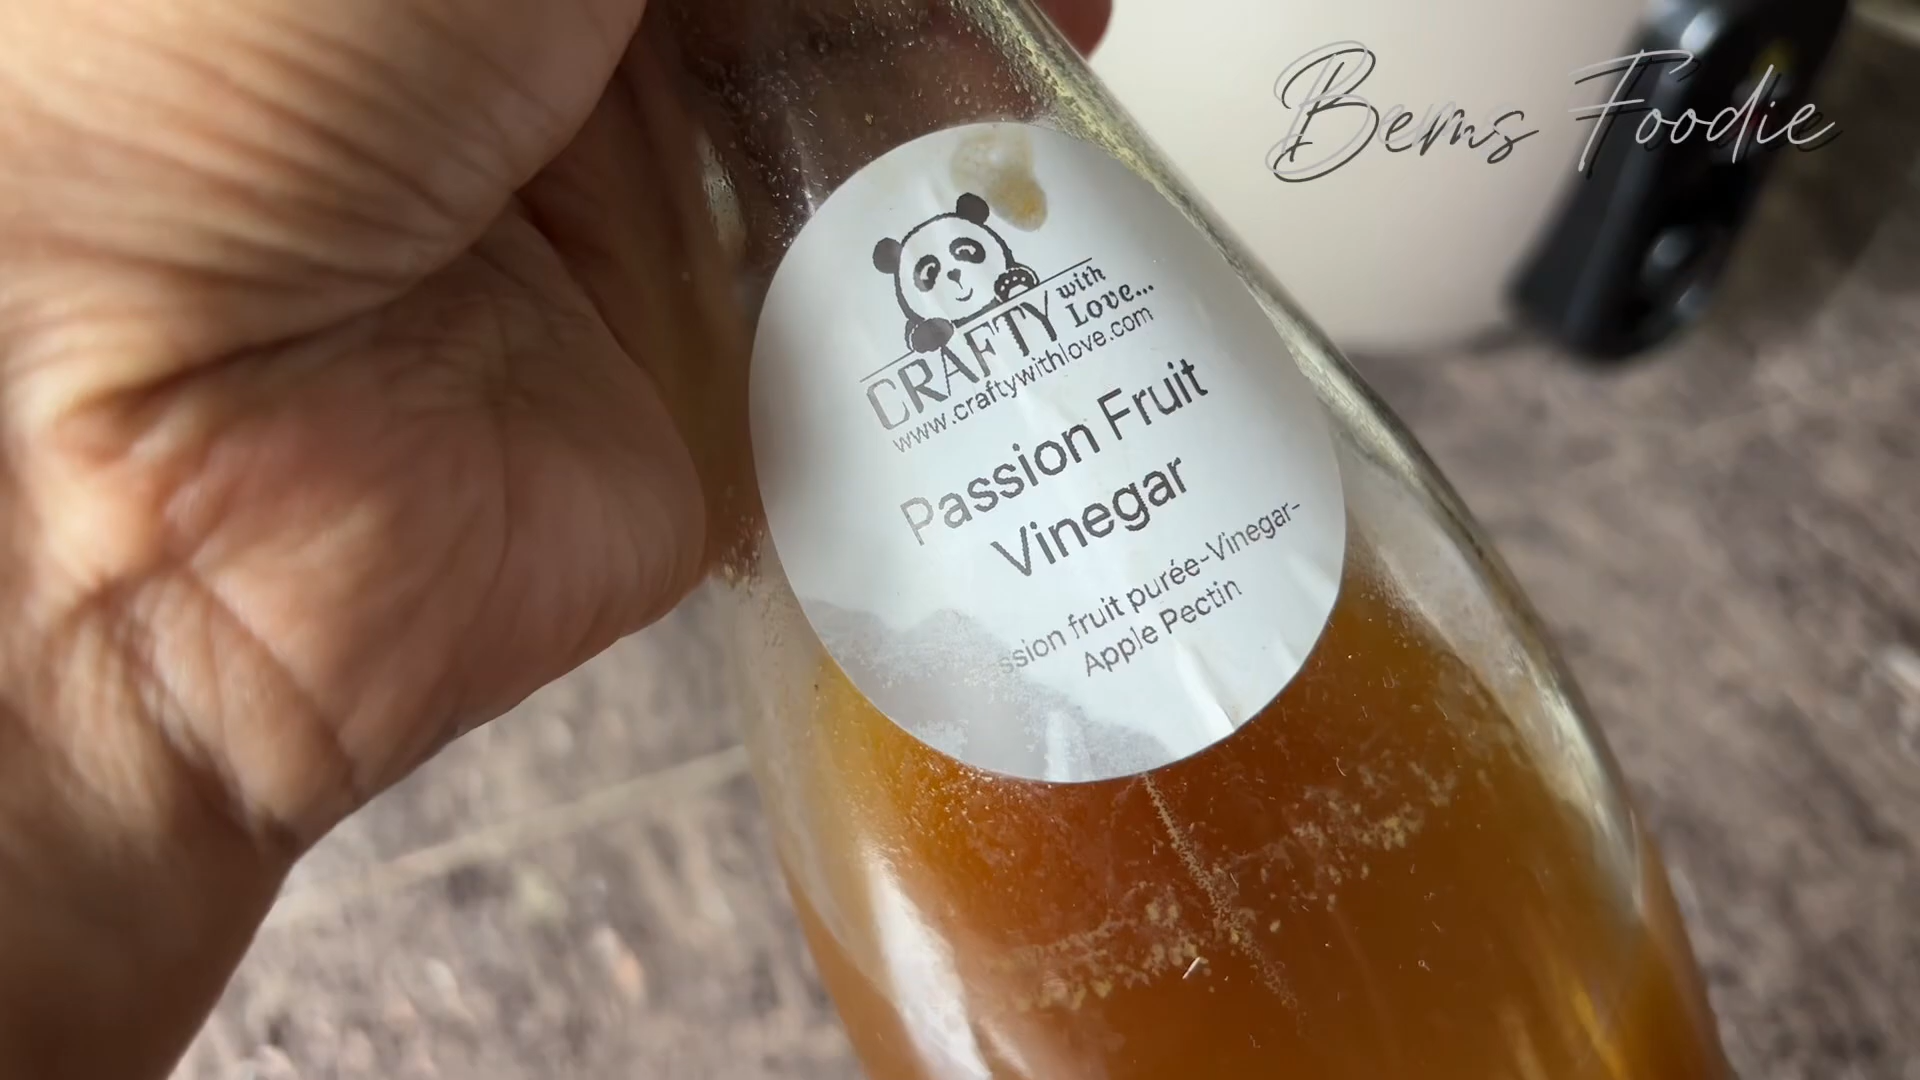 Bems Foodie
CRAFTY with Love...
www.craftywithlove.com
Passion Fruit
Vinegar
ssion fruit purée-Vinegar-
Apple Pectin